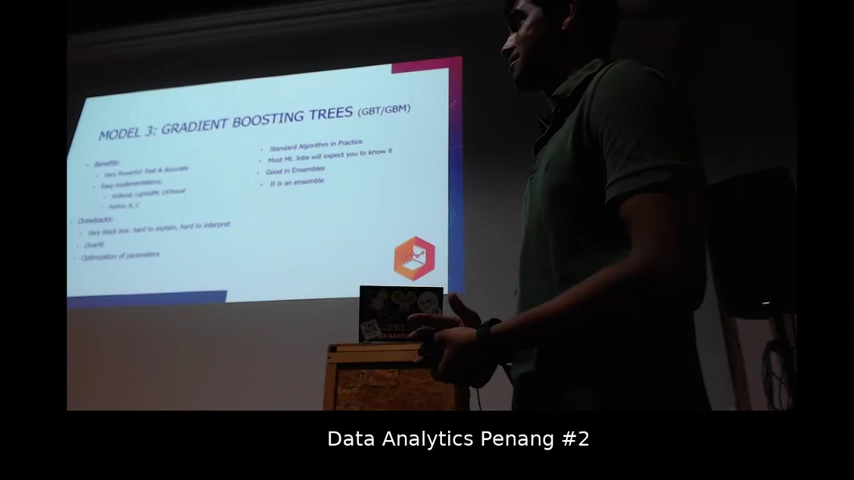 MODEL 3: GRADIENT BOOSTING TREES (GBT/GBM)
Benefits:
Very Powerful: Fast & Accurate
Easy implementations:
XGBoost, LightGBM, CATboost
Python, R, C
Drawbacks:
Very black box: hard to explain, hard to interpret
Overfit
Optimization of parameters
Standard Algorithm in Practice
Most ML Jobs will expect you to know it
Good in Ensembles
It is an ensemble
Data Analytics Penang #2